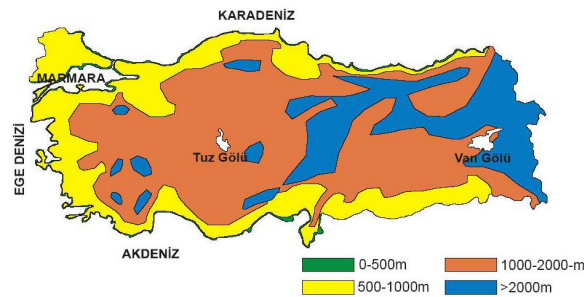 KARADENİZ
MARMARA
EGE DENİZİ
Tuz Gölü
Van Gölü
AKDENİZ
0-500m
1000-2000-m
500-1000m
>2000m